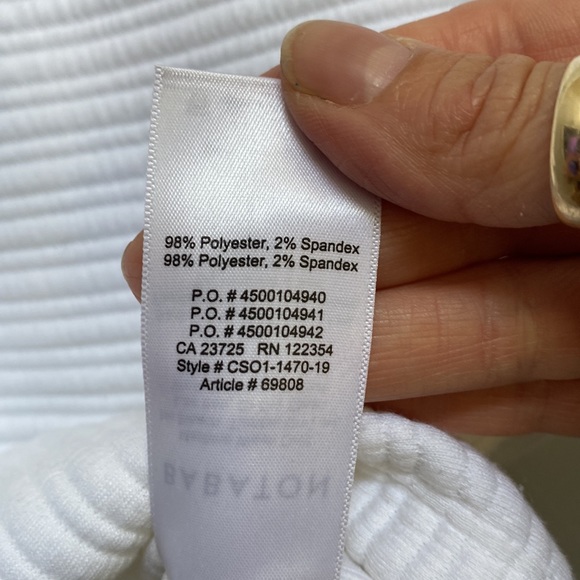 98% Polyester, 2% Spandex
98% Polyester, 2% Spandex
P.O. # 4500104940
P.O. # 4500104941
P.O. # 4500104942
CA 23725 RN 122354
Style # CSO1-1470-19
Article # 69808
BABATON